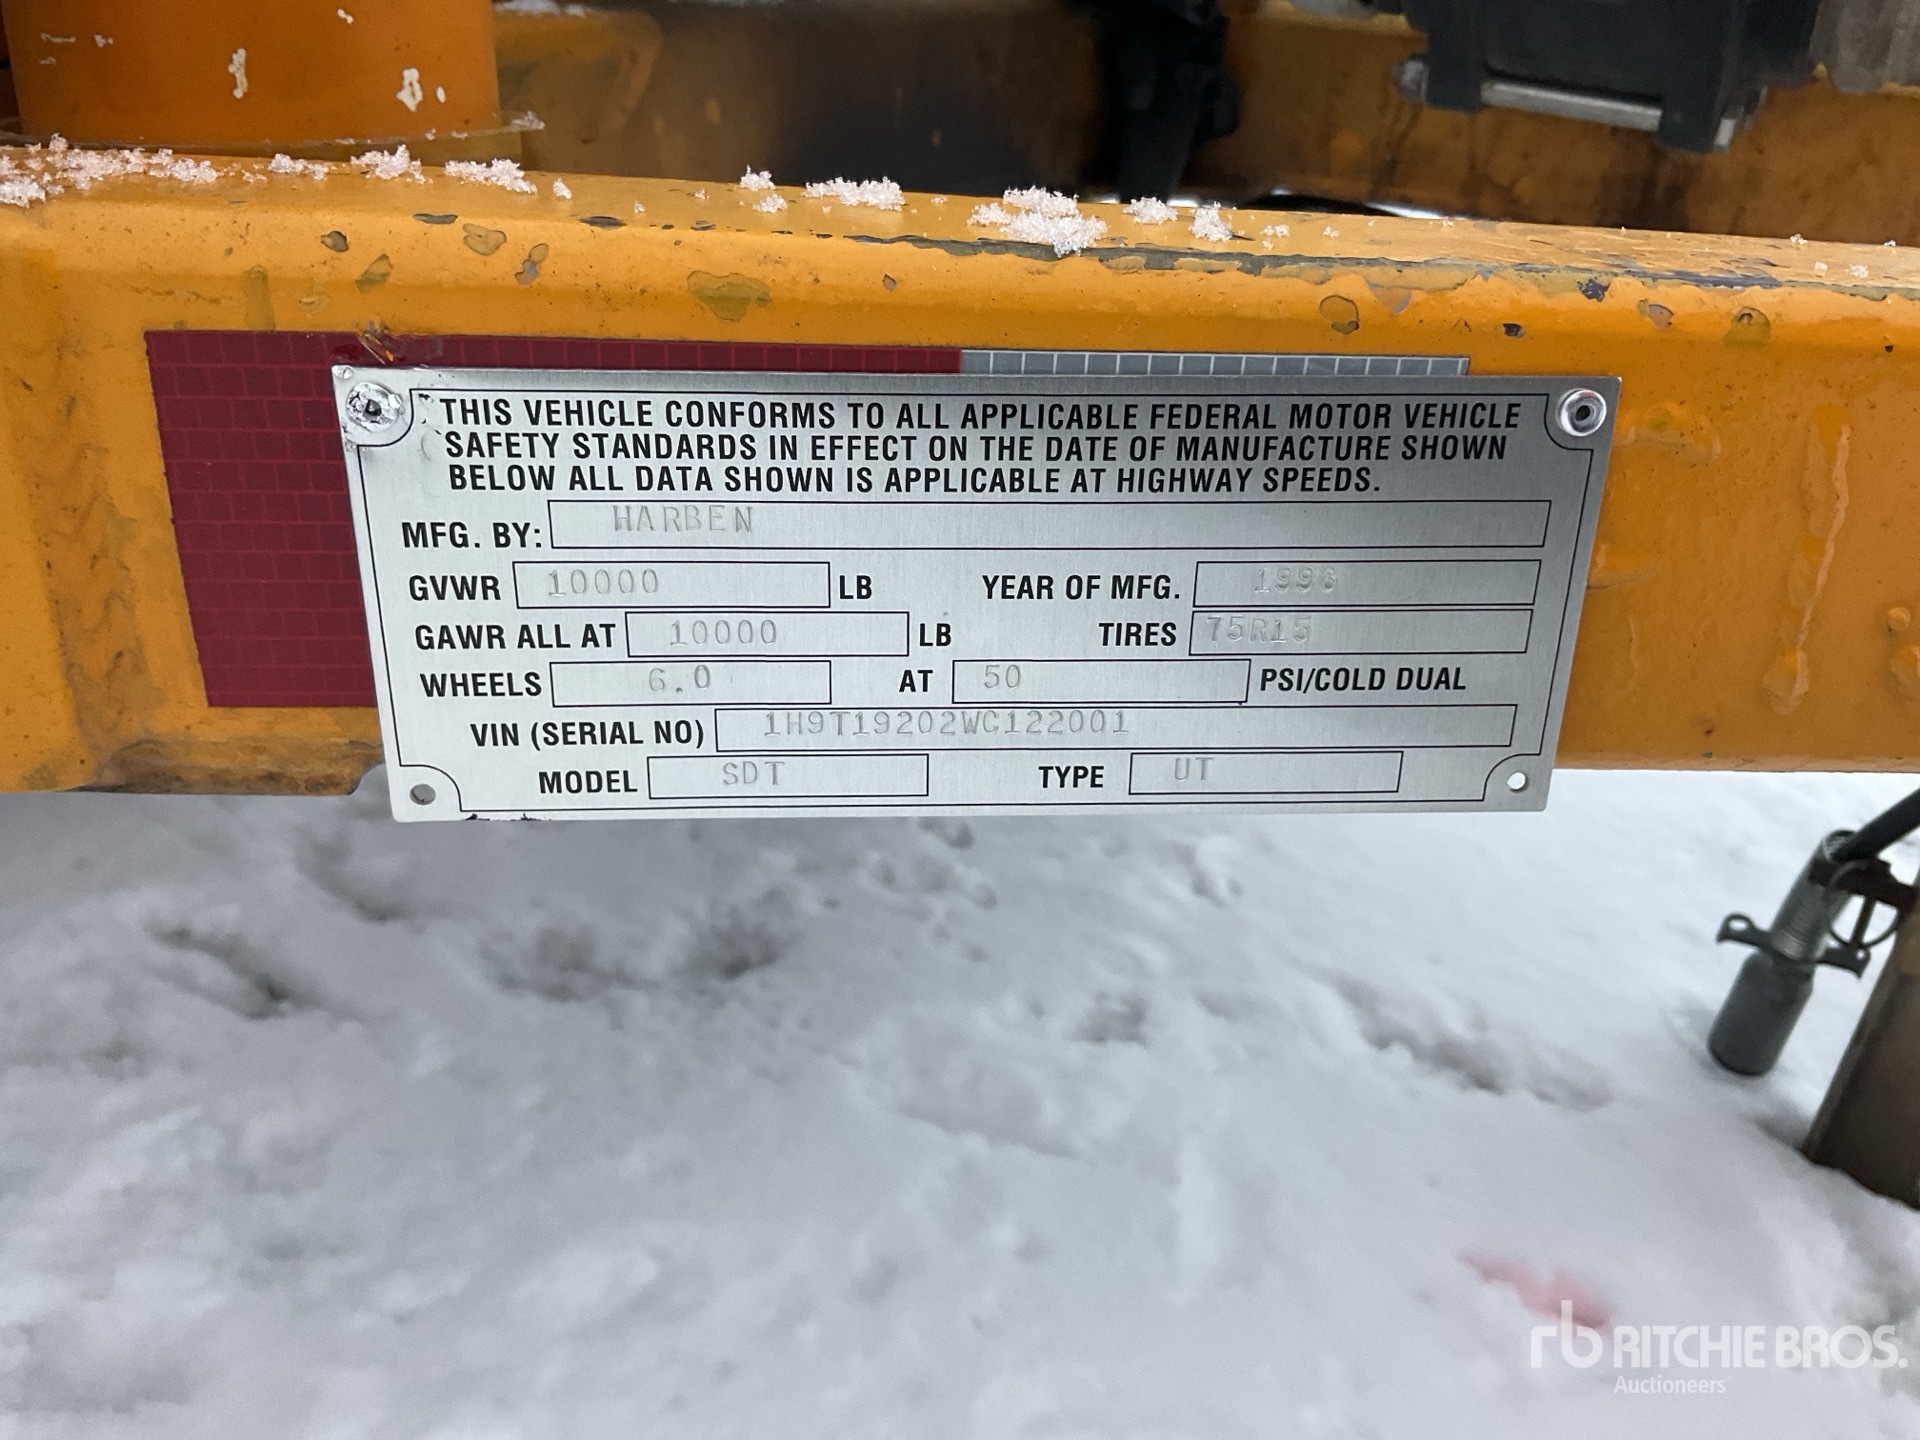 THIS VEHICLE CONFORMS TO ALL APPLICABLE FEDERAL MOTOR VEHICLE
SAFETY STANDARDS IN EFFECT ON THE DATE OF MANUFACTURE SHOWN
BELOW ALL DATA SHOWN IS APPLICABLE AT HIGHWAY SPEEDS.
MFG. BY: HARBEN
GVWR 10000 LB YEAR OF MFG. 1998
GAWR ALL AT 10000 LB TIRES 75R15
WHEELS 6.0 AT 50 PSI/COLD DUAL
VIN (SERIAL NO) 1H9T19202WC122001
MODEL SDT TYPE UT
rb RITCHIE BROS.
Auctioneers